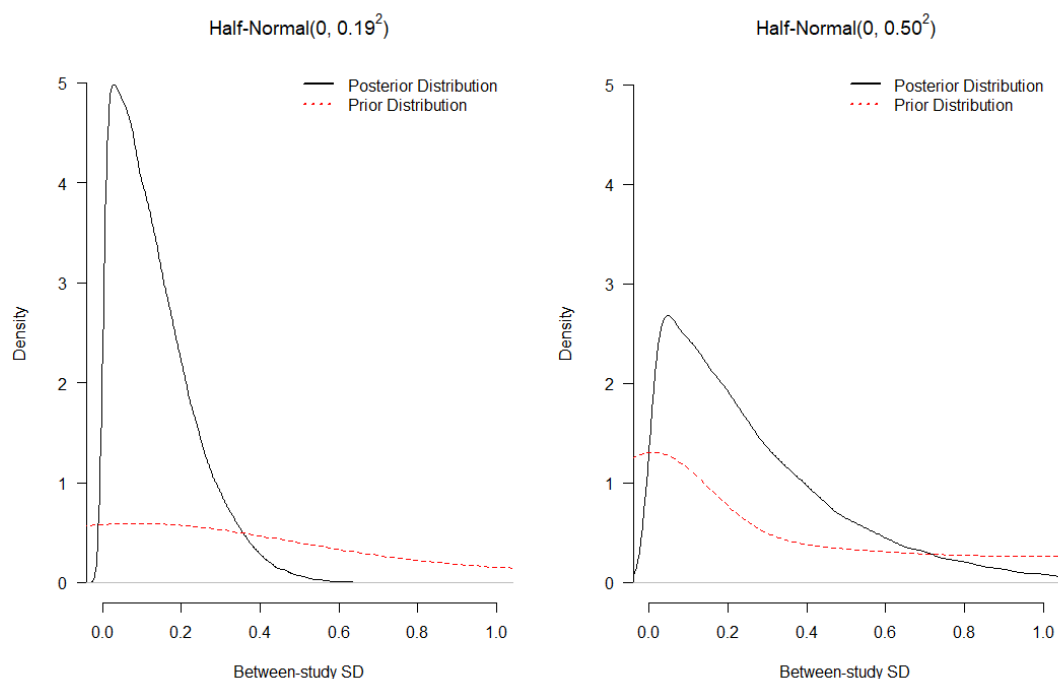 Half-Normal(0, 0.19²)
Posterior Distribution
Prior Distribution
5
4
3
2
1
0
Density
0.0 0.2 0.4 0.6 0.8 1.0
Between-study SD
Half-Normal(0, 0.50²)
Posterior Distribution
Prior Distribution
5
4
3
2
1
0
Density
0.0 0.2 0.4 0.6 0.8 1.0
Between-study SD